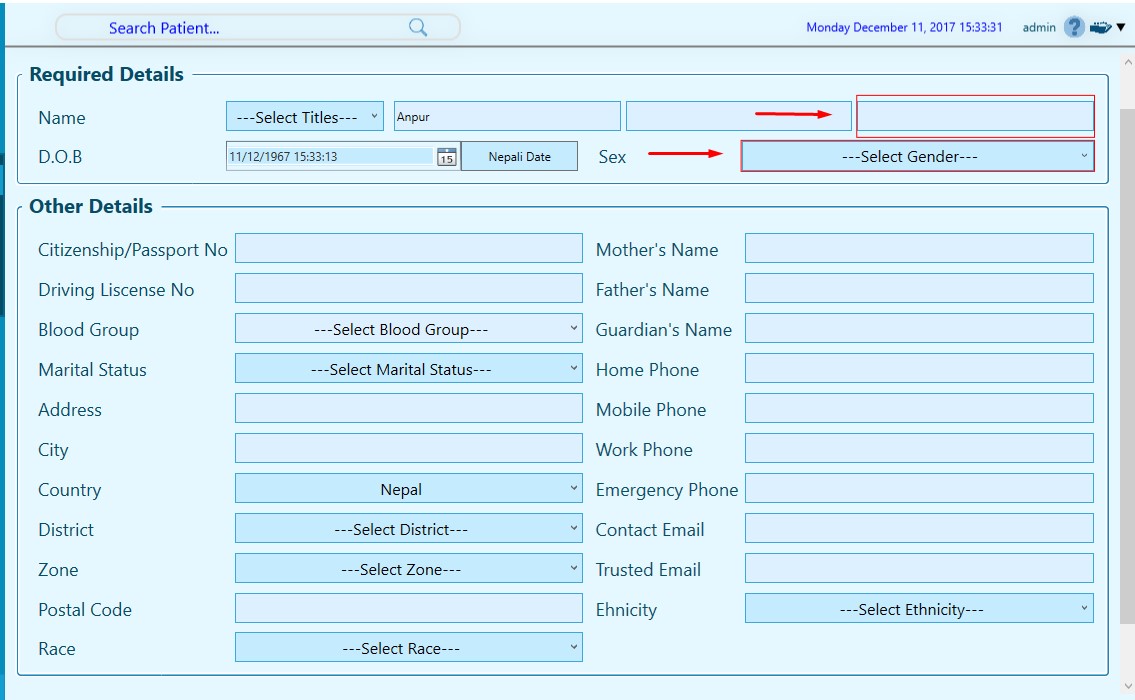 Search Patient...
Monday December 11, 2017 15:33:31 admin ?
Required Details
Name ---Select Titles--- Anpur
D.O.B 11/12/1967 15:33:13 15 Nepali Date Sex ---Select Gender---
Other Details
Citizenship/Passport No Mother's Name
Driving Liscense No Father's Name
Blood Group ---Select Blood Group--- Guardian's Name
Marital Status ---Select Marital Status--- Home Phone
Address Mobile Phone
City Work Phone
Country Nepal Emergency Phone
District ---Select District--- Contact Email
Zone ---Select Zone--- Trusted Email
Postal Code Ehnicity ---Select Ethnicity---
Race ---Select Race---